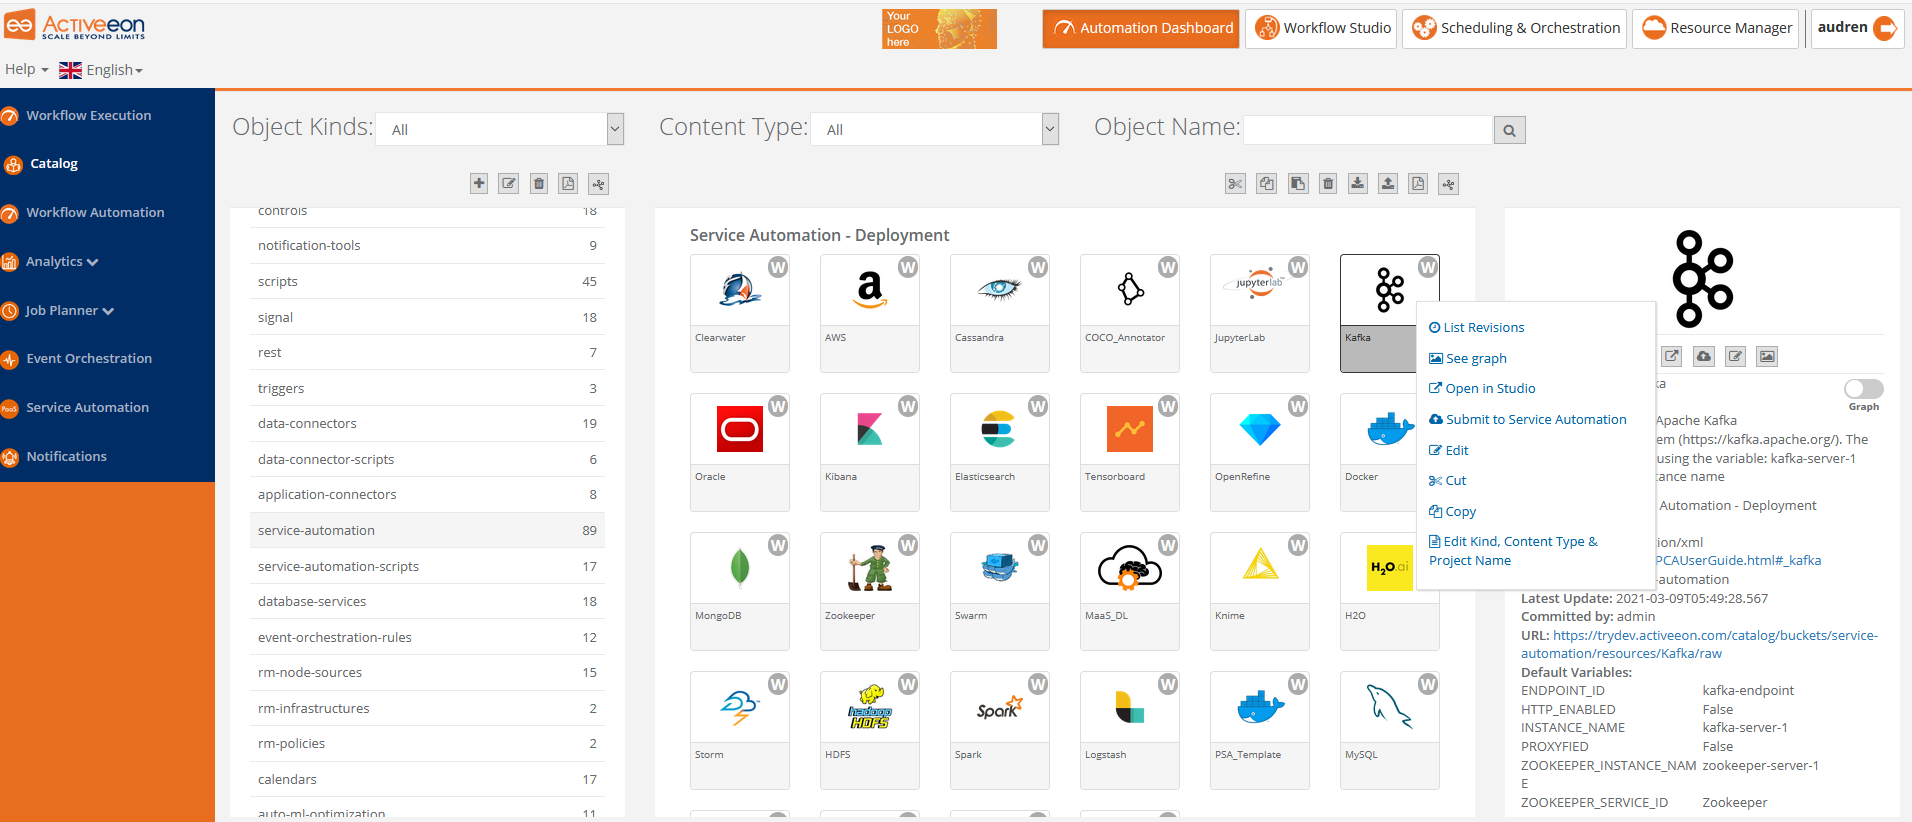 Activeeon
SCALE BEYOND LIMITS
Your
LOGO
here
Automation Dashboard
Workflow Studio
Scheduling & Orchestration
Resource Manager
audren
Help
English
Workflow Execution
Catalog
Workflow Automation
Analytics
Job Planner
Event Orchestration
PaaS
Service Automation
Notifications
Object Kinds: All
Content Type: All
Object Name:
controls 18
notification-tools 9
scripts 45
signal 18
rest 7
triggers 3
data-connectors 19
data-connector-scripts 6
application-connectors 8
service-automation 89
service-automation-scripts 17
database-services 18
event-orchestration-rules 12
rm-node-sources 15
rm-infrastructures 2
rm-policies 2
calendars 17
auto-ml-optimization 11
Service Automation - Deployment
W W W W W W
a
jupyterlab
Clearwater AWS Cassandra COCO_Annotator JupyterLab Kafka
W W W W W
Oracle Kibana Elasticsearch Tensorboard OpenRefine Docker
W W W W W
H2O.ai
MongoDB Zookeeper Swarm MaaS_DL Knime H2O
W W W W W W
hadoop
HDFS
Spark
Storm HDFS Spark Logstash PSA_Template MySQL
List Revisions
See graph
Open in Studio
Submit to Service Automation
Edit
Cut
Copy
Edit Kind, Content Type &
Project Name
ka
Graph
Apache Kafka
em (https://kafka.apache.org/). The
using the variable: kafka-server-1
tance name
Automation - Deployment
ion/xml
PCAUserGuide.html#_kafka
-automation
Latest Update: 2021-03-09T05:49:28.567
Committed by: admin
URL: https://trydev.activeeon.com/catalog/buckets/service-
automation/resources/Kafka/raw
Default Variables:
ENDPOINT_ID kafka-endpoint
HTTP_ENABLED False
INSTANCE_NAME kafka-server-1
PROXYFIED False
ZOOKEEPER_INSTANCE_NAM zookeeper-server-1
E
ZOOKEEPER_SERVICE_ID Zookeeper